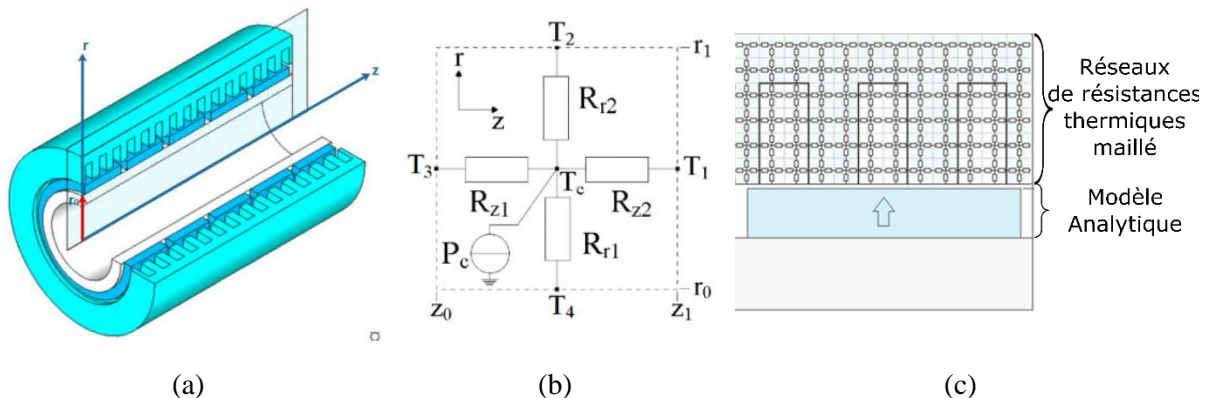 r
z
r₀
¤
(a)
T₂
r₁
r
z
R_r2
T₃
T_c
T₁
R_z1
R_z2
P_c
R_r1
r₀
z₀
T₄
z₁
(b)
Réseaux
de résistances
thermiques
maillé
Modèle
Analytique
(c)